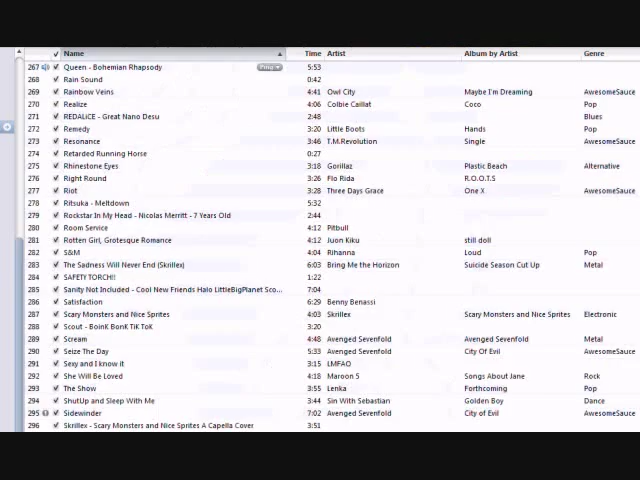 Name Time Artist Album by Artist Genre
267 Queen - Bohemian Rhapsody Ping 5:53
268 Rain Sound 0:42
269 Rainbow Veins 4:41 Owl City Maybe I'm Dreaming AwesomeSauce
270 Realize 4:06 Colbie Caillat Coco Pop
271 REDALiCE - Great Nano Desu 2:48 Blues
272 Remedy 3:20 Little Boots Hands Pop
273 Resonance 3:46 T.M.Revolution Single AwesomeSauce
274 Retarded Running Horse 0:27
275 Rhinestone Eyes 3:18 Gorillaz Plastic Beach Alternative
276 Right Round 3:26 Flo Rida R.O.O.T.S
277 Riot 3:28 Three Days Grace One X AwesomeSauce
278 Ritsuka - Meltdown 5:32
279 Rockstar In My Head - Nicolas Merritt - 7 Years Old 2:44
280 Room Service 4:12 Pitbull
281 Rotten Girl, Grotesque Romance 4:12 Juon Kiku still doll
282 S&M 4:04 Rihanna Loud Pop
283 The Sadness Will Never End (Skrillex) 6:03 Bring Me the Horizon Suicide Season Cut Up Metal
284 SAFETY TORCH!! 1:22
285 Sanity Not Included - Cool New Friends Halo LittleBigPlanet Sco... 7:04
286 Satisfaction 6:29 Benny Benassi
287 Scary Monsters and Nice Sprites 4:03 Skrillex Scary Monsters and Nice Sprites Electronic
288 Scout - BoinK BonK TiK ToK 3:20
289 Scream 4:48 Avenged Sevenfold Avenged Sevenfold Metal
290 Seize The Day 5:33 Avenged Sevenfold City Of Evil AwesomeSauce
291 Sexy and I know it 3:15 LMFAO
292 She Will Be Loved 4:18 Maroon 5 Songs About Jane Rock
293 The Show 3:55 Lenka Forthcoming Pop
294 ShutUp and Sleep With Me 3:44 Sin With Sebastian Golden Boy Dance
295 Sidewinder 7:02 Avenged Sevenfold City of Evil AwesomeSauce
296 Skrillex - Scary Monsters and Nice Sprites A Capella Cover 3:51